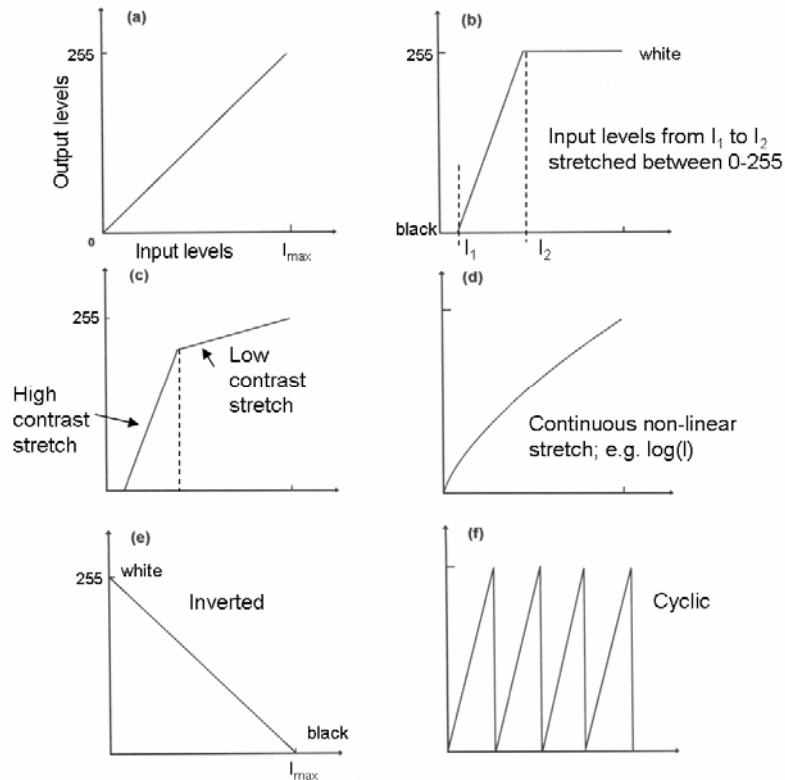 (a)
255
Output levels
0
Input levels
I_max
(b)
255
white
Input levels from I₁ to I₂
stretched between 0-255
black
I₁
I₂
(c)
255
High
contrast
stretch
Low
contrast
stretch
(d)
Continuous non-linear
stretch; e.g. log(I)
(e)
255
white
Inverted
black
I_max
(f)
Cyclic